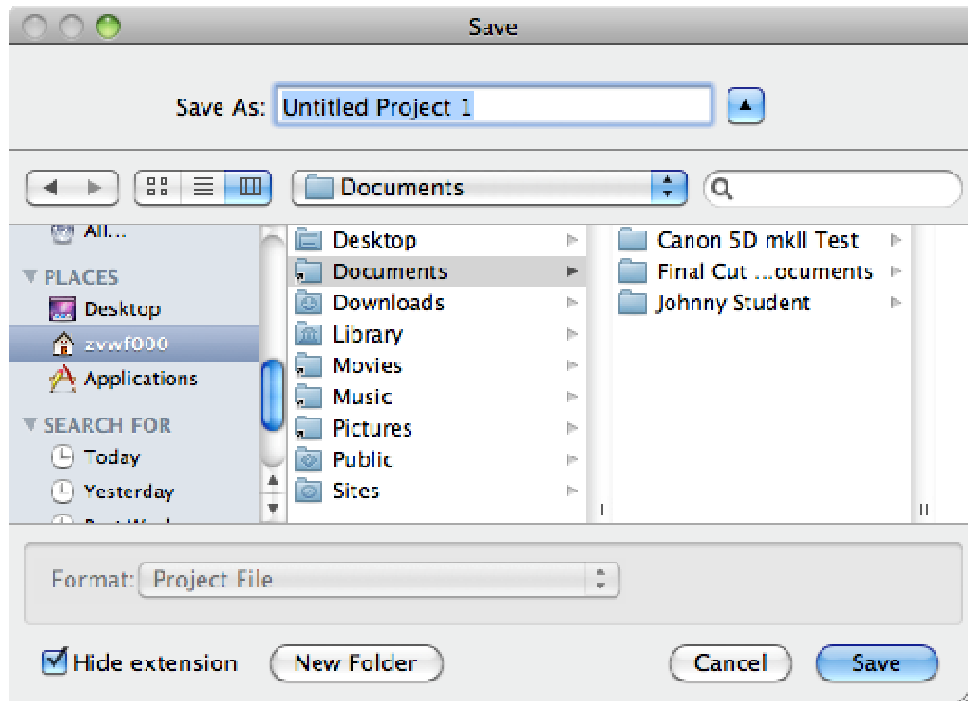 Save
Save As: Untitled Project 1
Documents
All...
PLACES
Desktop
zvwf000
Applications
SEARCH FOR
Today
Yesterday
Desktop
Documents
Downloads
Library
Movies
Music
Pictures
Public
Sites
Canon 5D mkII Test
Final Cut ...ocuments
Johnny Student
Format: Project File
Hide extension
New Folder
Cancel
Save